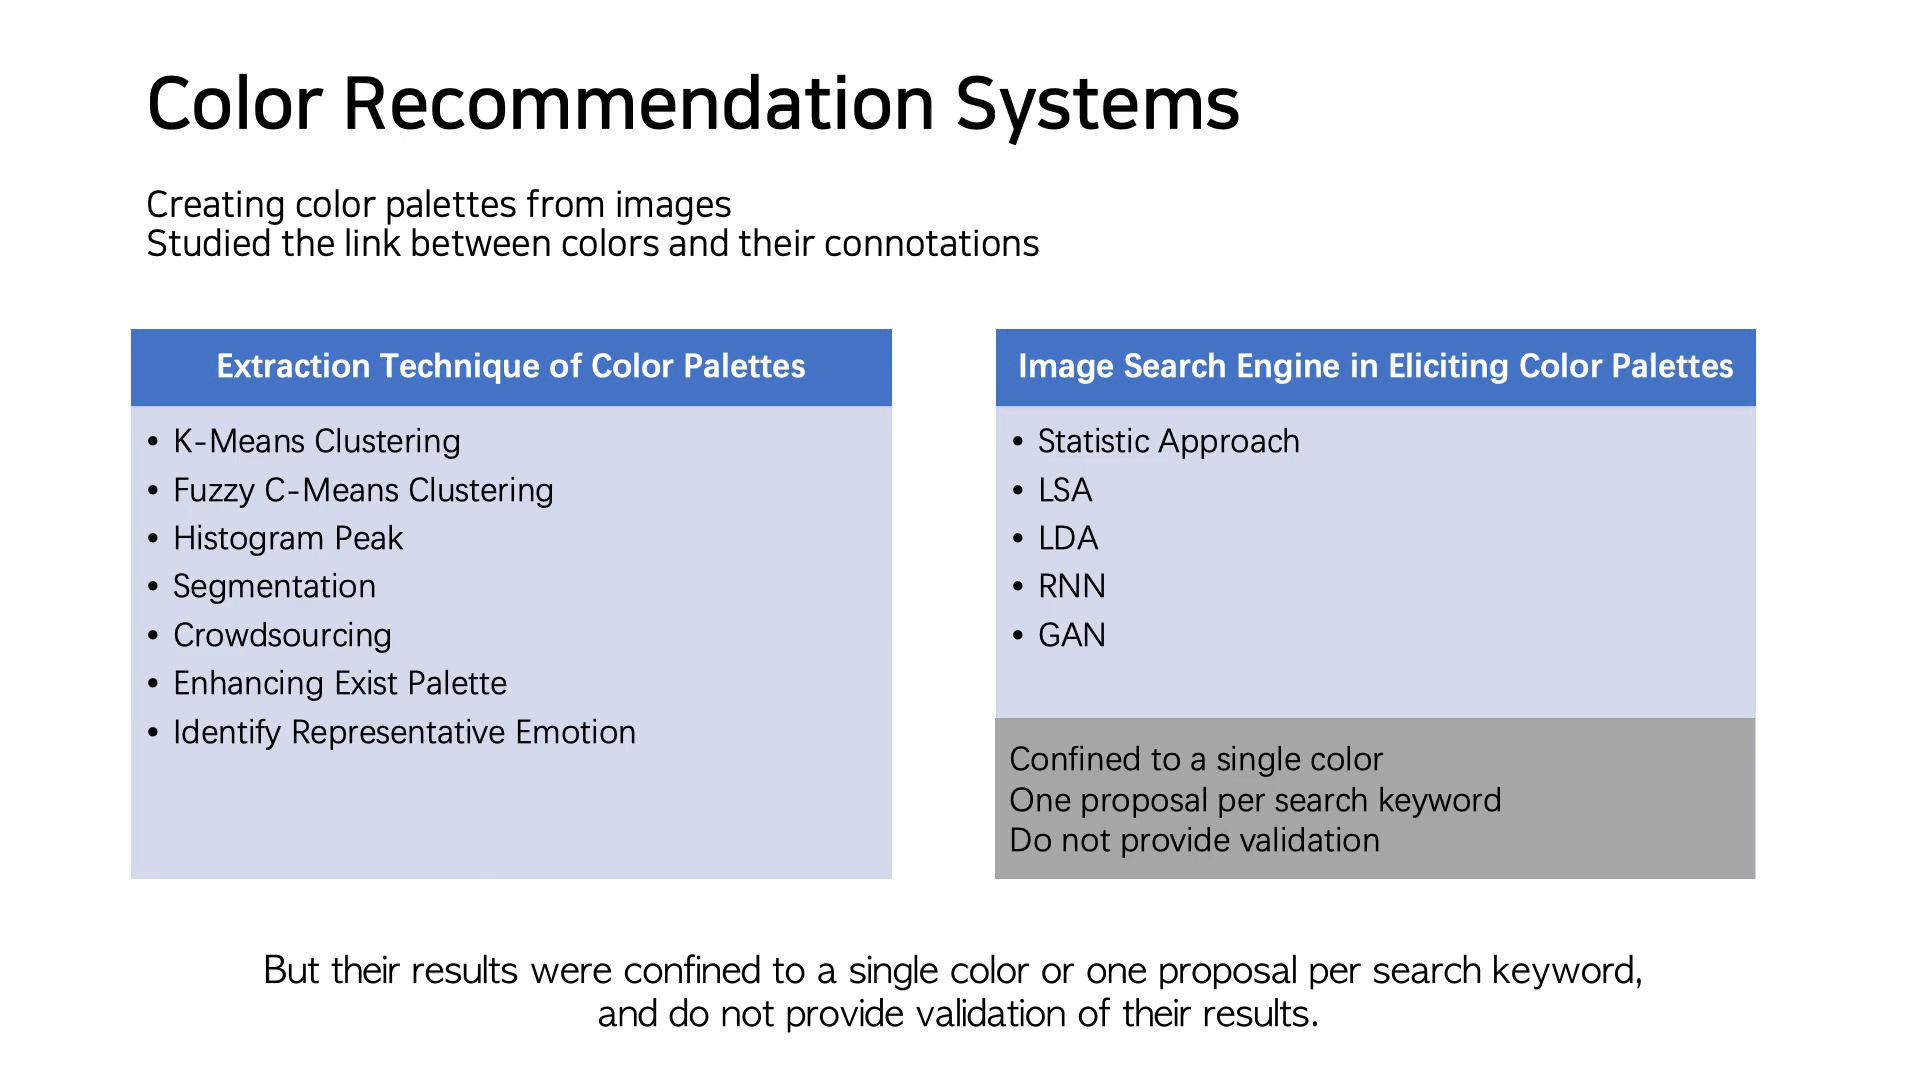 Color Recommendation Systems
Creating color palettes from images
Studied the link between colors and their connotations
Extraction Technique of Color Palettes
• K-Means Clustering
• Fuzzy C-Means Clustering
• Histogram Peak
• Segmentation
• Crowdsourcing
• Enhancing Exist Palette
• Identify Representative Emotion
Image Search Engine in Eliciting Color Palettes
• Statistic Approach
• LSA
• LDA
• RNN
• GAN
Confined to a single color
One proposal per search keyword
Do not provide validation
But their results were confined to a single color or one proposal per search keyword,
and do not provide validation of their results.